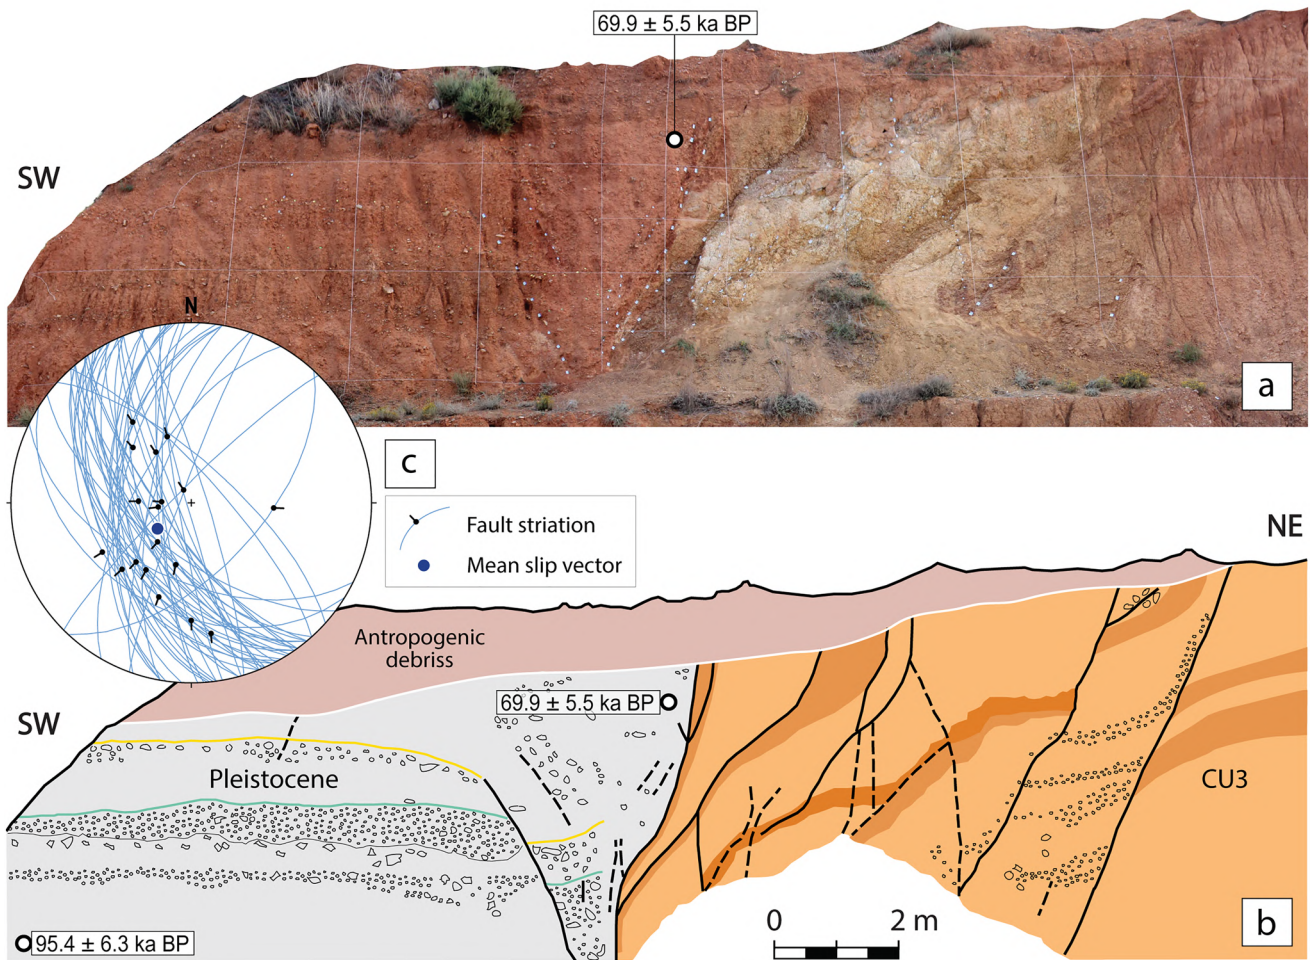 69.9 ± 5.5 ka BP
SW
a
N
c
Fault striation
Mean slip vector
NE
Antropogenic
debriss
69.9 ± 5.5 ka BP
SW
Pleistocene
CU3
0 2 m
b
95.4 ± 6.3 ka BP